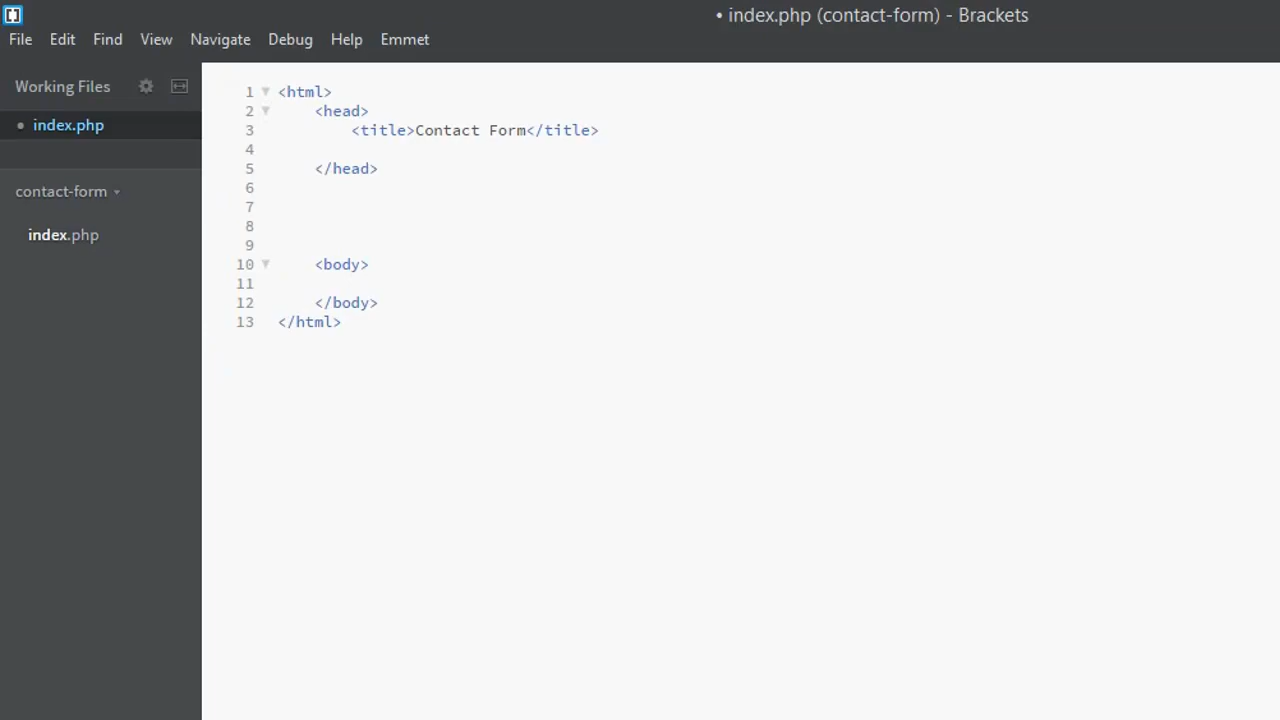 • index.php (contact-form) - Brackets
File Edit Find View Navigate Debug Help Emmet
Working Files
• index.php
contact-form
index.php
1 <html>
2 <head>
3 <title>Contact Form</title>
4
5 </head>
6
7
8
9
10 <body>
11
12 </body>
13 </html>